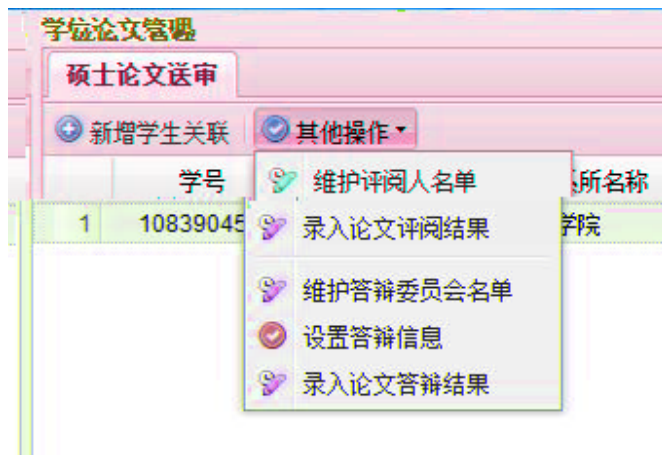 学位论文管理
硕士论文送审
新增学生关联 其他操作
学号 所名称
1 10839045 学院
维护评阅人名单
录入论文评阅结果
维护答辩委员会名单
设置答辩信息
录入论文答辩结果